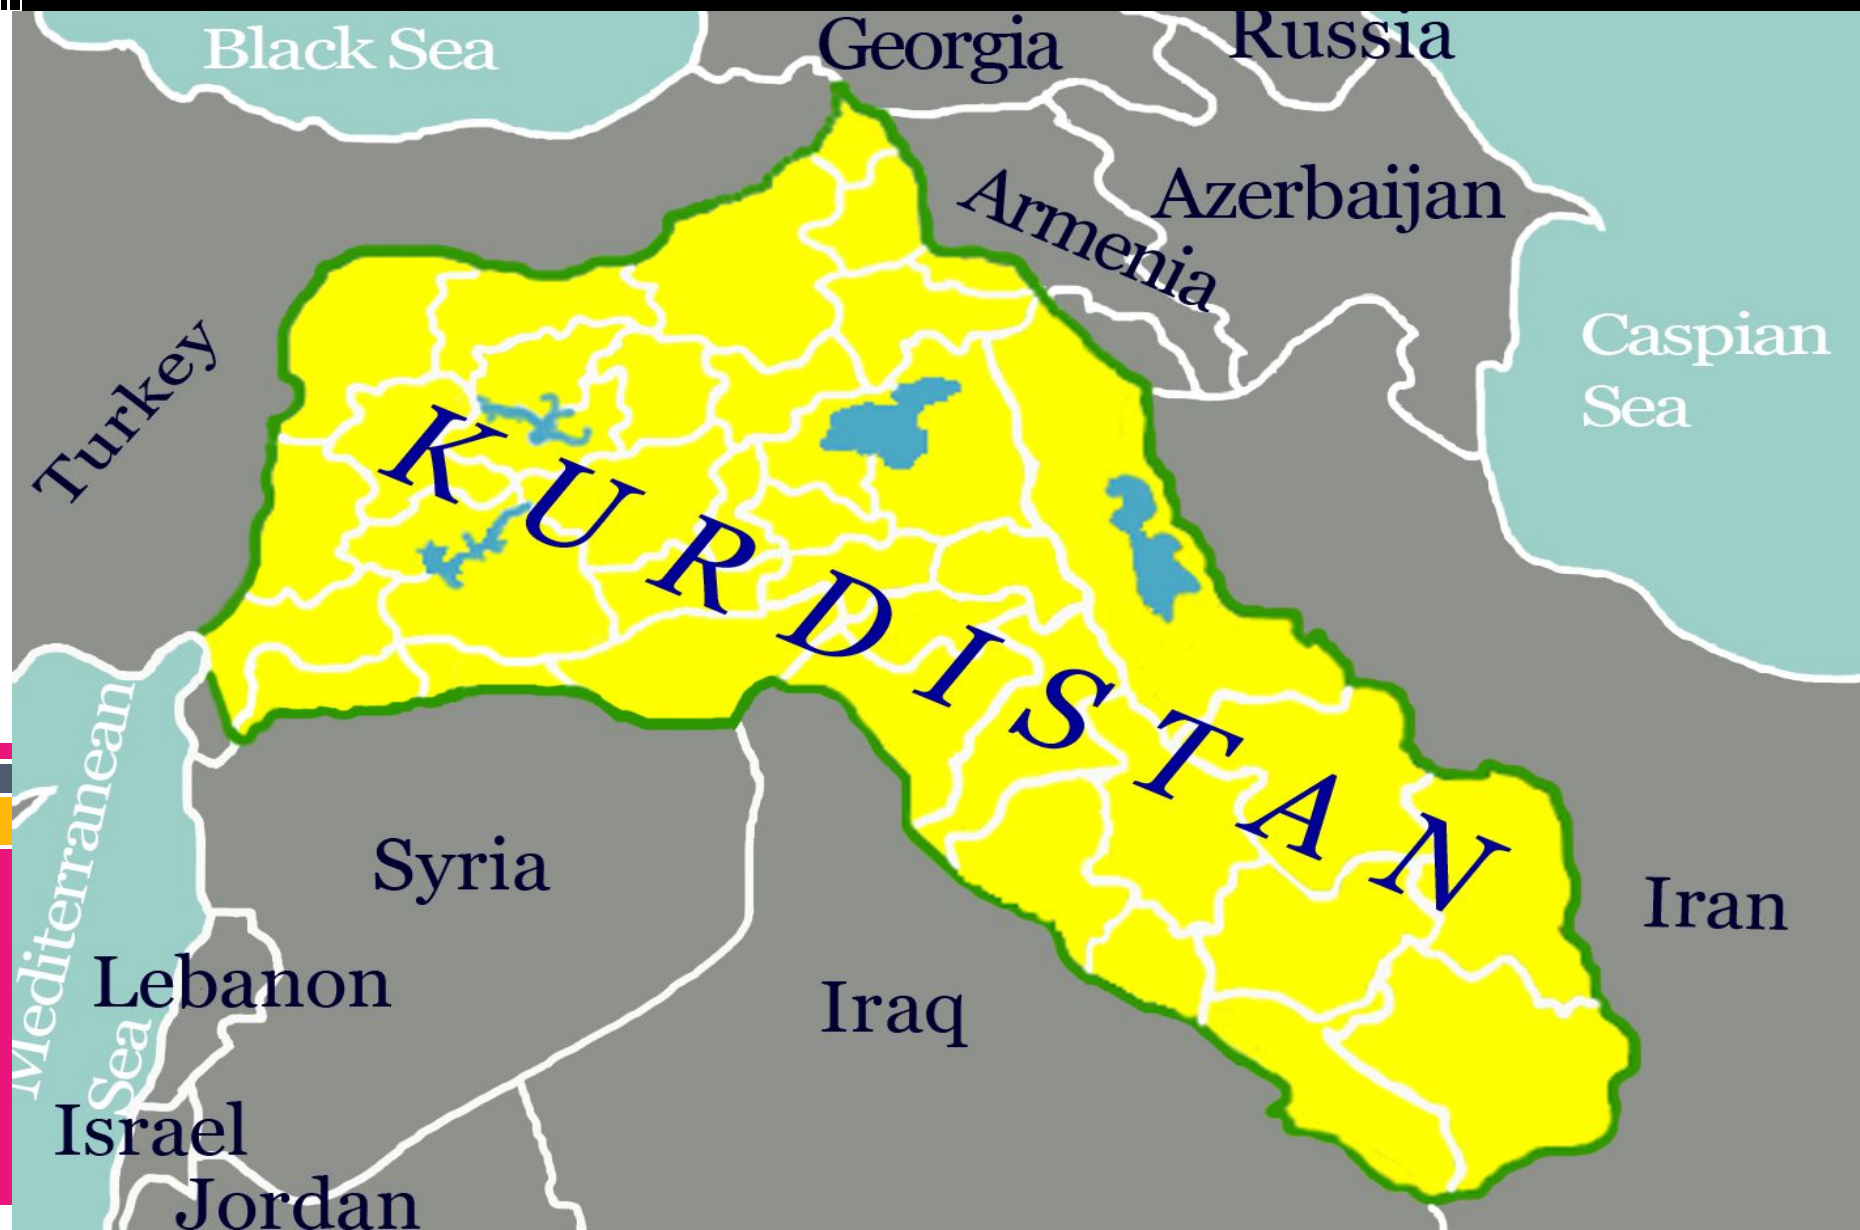 Black Sea
Georgia
Russia
Armenia
Azerbaijan
Turkey
Caspian
Sea
KURDISTAN
Mediterranean
Sea
Syria
Iran
Lebanon
Iraq
Israel
Jordan